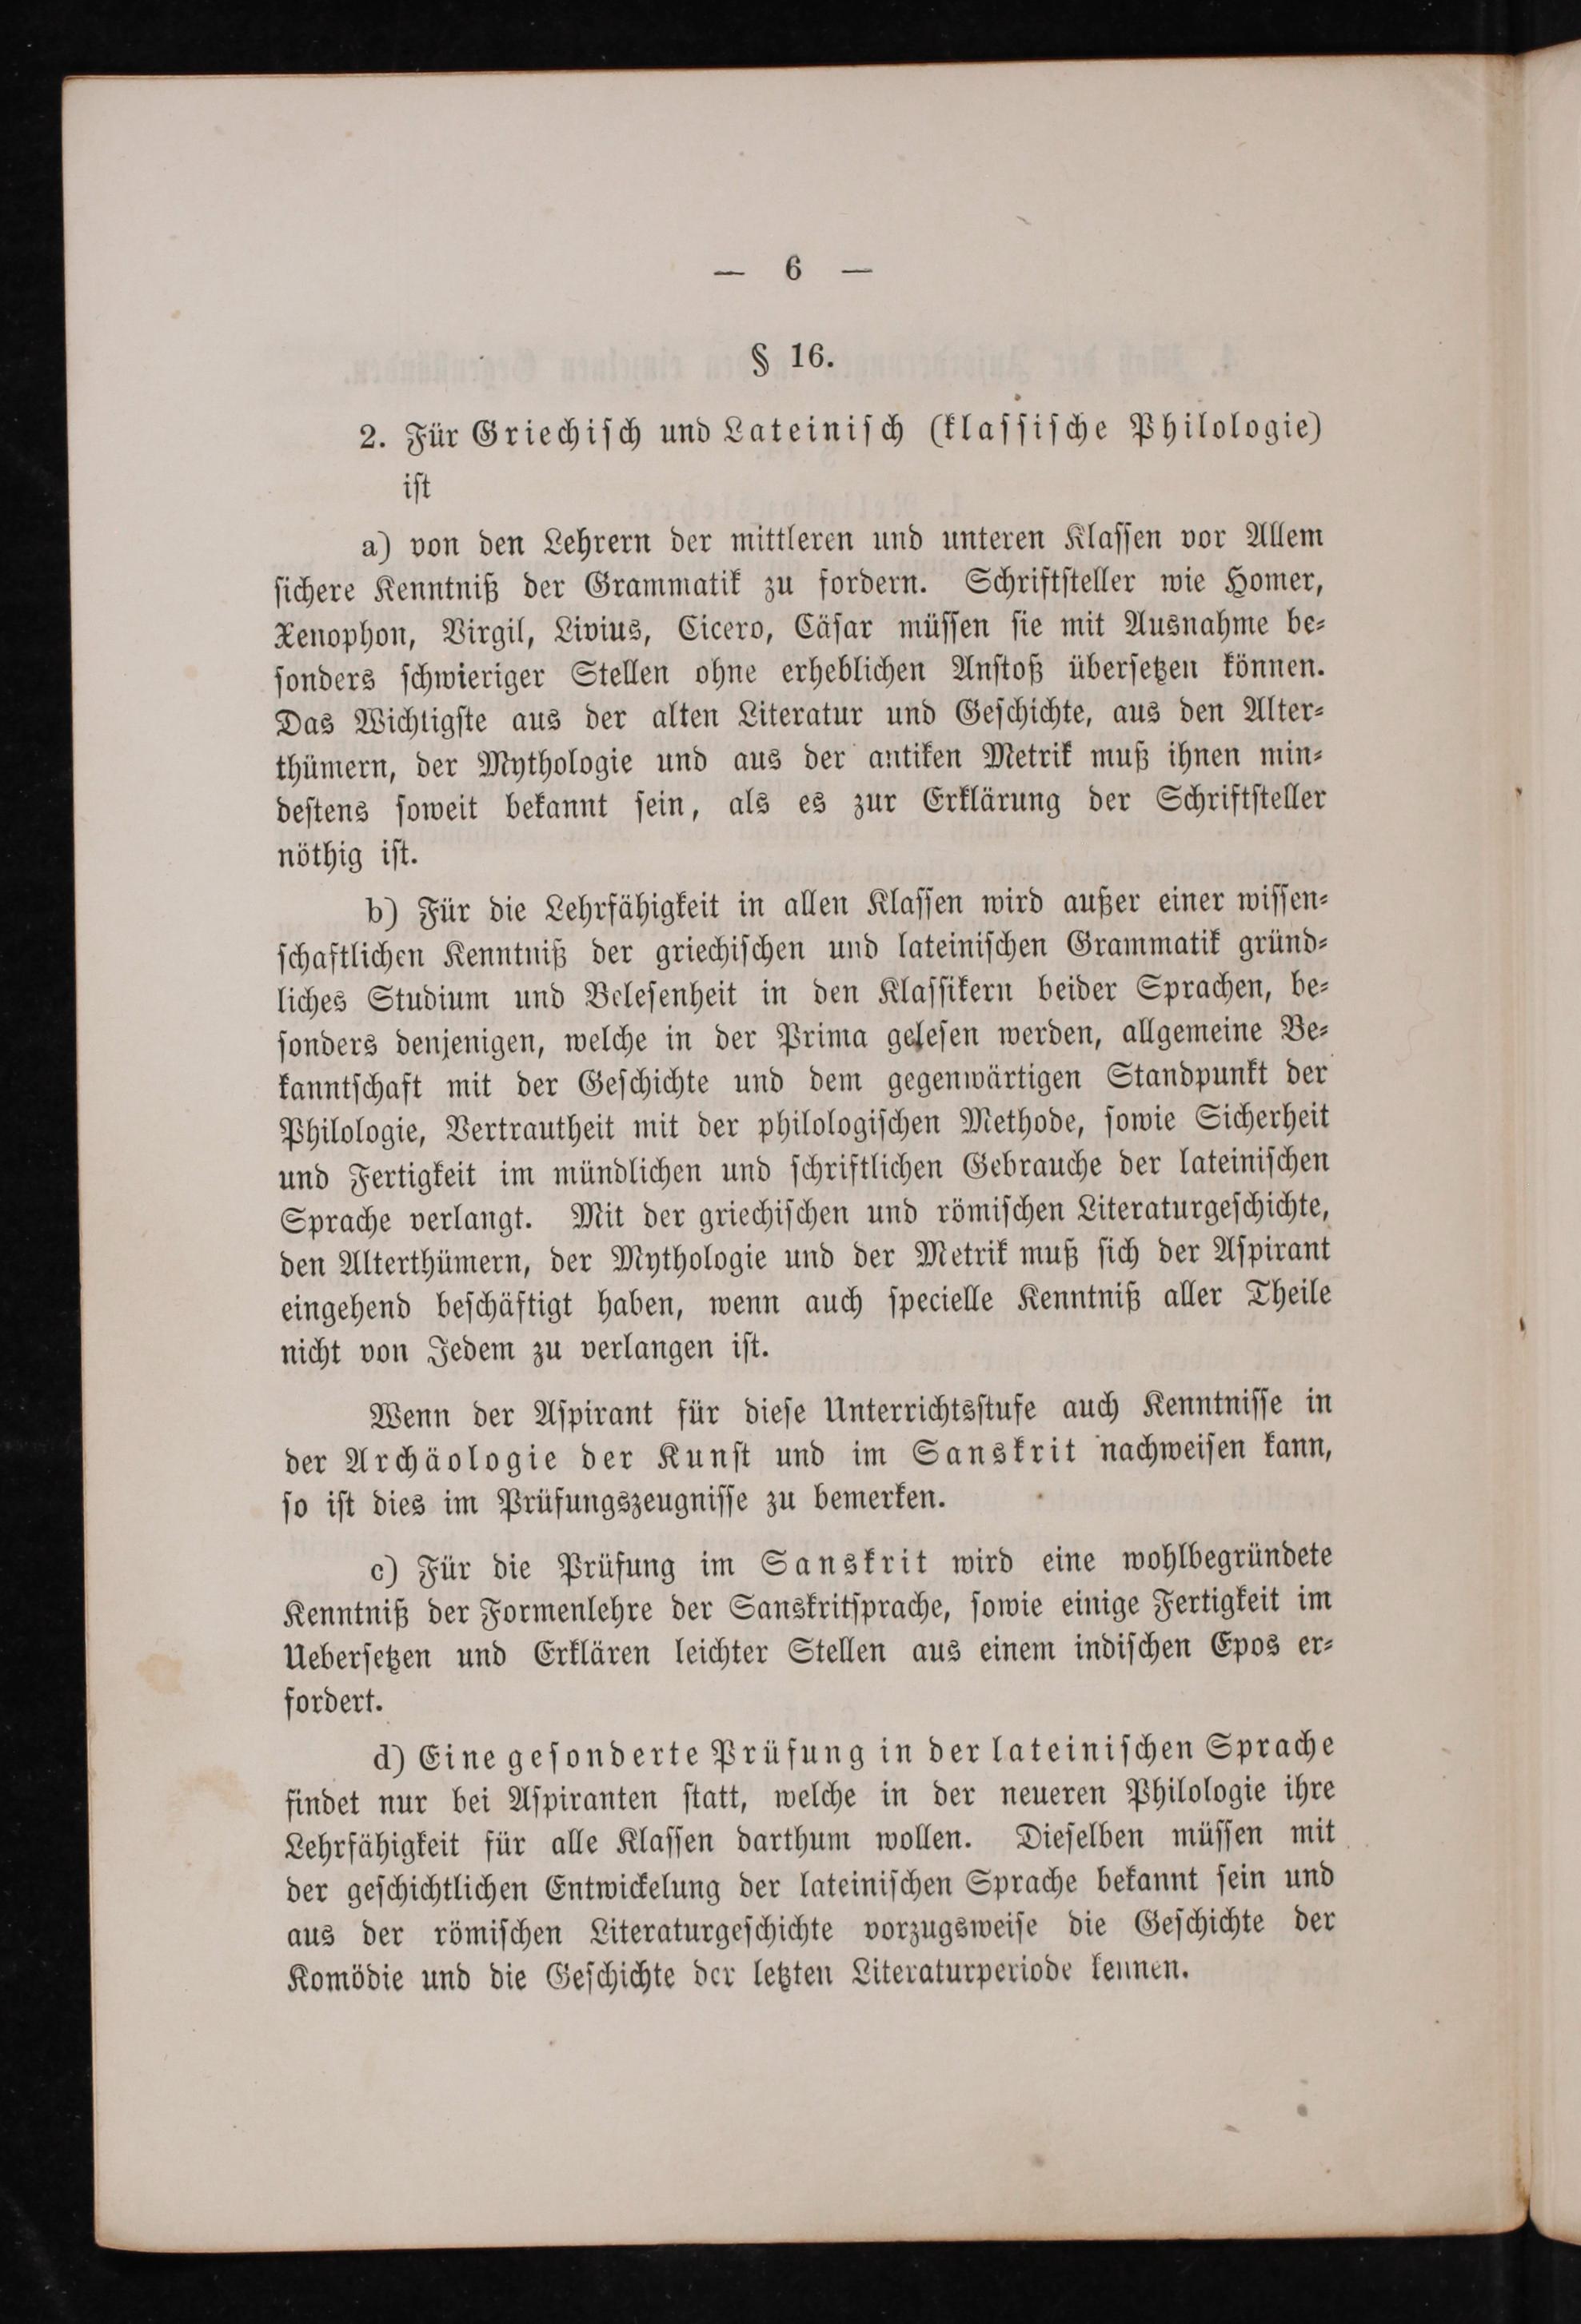 — 6 —
§ 16.
2. Für Griechiſch und Lateiniſch (klaſſiſche Philologie)
iſt
a) von den Lehrern der mittleren und unteren Klaſſen vor Allem
ſichere Kenntniß der Grammatik zu fordern. Schriftſteller wie Homer,
Xenophon, Virgil, Livius, Cicero, Cäſar müſſen ſie mit Ausnahme be⸗
ſonders ſchwieriger Stellen ohne erheblichen Anſtoß überſetzen können.
Das Wichtigſte aus der alten Literatur und Geſchichte, aus den Alter⸗
thümern, der Mythologie und aus der antiken Metrik muß ihnen min⸗
deſtens ſoweit bekannt ſein, als es zur Erklärung der Schriftſteller
nöthig iſt.
b) Für die Lehrfähigkeit in allen Klaſſen wird außer einer wiſſen⸗
ſchaftlichen Kenntniß der griechiſchen und lateiniſchen Grammatik gründ⸗
liches Studium und Beleſenheit in den Klaſſikern beider Sprachen, be⸗
ſonders denjenigen, welche in der Prima geleſen werden, allgemeine Be⸗
kanntſchaft mit der Geſchichte und dem gegenwärtigen Standpunkt der
Philologie, Vertrautheit mit der philologiſchen Methode, ſowie Sicherheit
und Fertigkeit im mündlichen und ſchriftlichen Gebrauche der lateiniſchen
Sprache verlangt. Mit der griechiſchen und römiſchen Literaturgeſchichte,
den Alterthümern, der Mythologie und der Metrik muß ſich der Aſpirant
eingehend beſchäftigt haben, wenn auch ſpecielle Kenntniß aller Theile
nicht von Jedem zu verlangen iſt.
Wenn der Aſpirant für dieſe Unterrichtsſtufe auch Kenntniſſe in
der Archäologie der Kunſt und im Sanskrit nachweiſen kann,
ſo iſt dies im Prüfungszeugniſſe zu bemerken.
c) Für die Prüfung im Sanskrit wird eine wohlbegründete
Kenntniß der Formenlehre der Sanskritſprache, ſowie einige Fertigkeit im
Ueberſetzen und Erklären leichter Stellen aus einem indiſchen Epos er⸗
fordert.
d) Eine geſonderte Prüfung in der lateiniſchen Sprache
findet nur bei Aſpiranten ſtatt, welche in der neueren Philologie ihre
Lehrfähigkeit für alle Klaſſen darthum wollen. Dieſelben müſſen mit
der geſchichtlichen Entwickelung der lateiniſchen Sprache bekannt ſein und
aus der römiſchen Literaturgeſchichte vorzugsweiſe die Geſchichte der
Komödie und die Geſchichte der letzten Literaturperiode kennen.